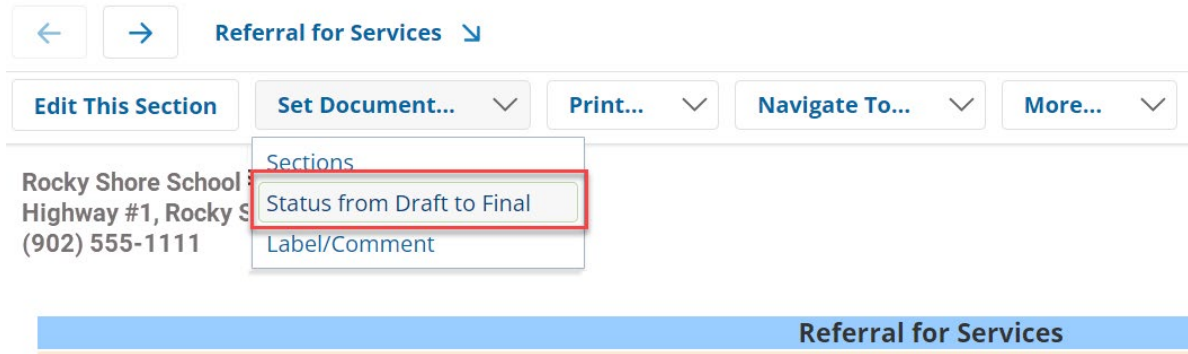 Referral for Services
Edit This Section Set Document... Print... Navigate To... More...
Sections
Rocky Shore School
Status from Draft to Final
Highway #1, Rocky
(902) 555-1111
Label/Comment
Referral for Services